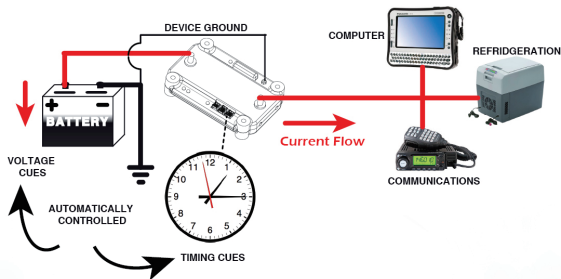 DEVICE GROUND
COMPUTER
REFRIDGERATION
+ -
BATTERY
Current Flow
VOLTAGE
CUES
12
1
2
3
4
5
6
7
8
9
10
11
COMMUNICATIONS
AUTOMATICALLY
CONTROLLED
TIMING CUES